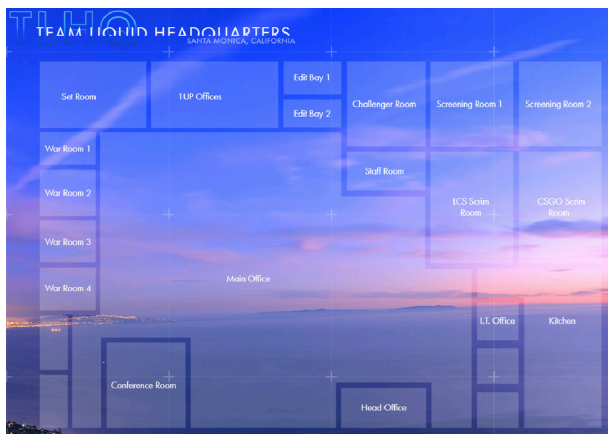 TLHQ
TEAM LIQUID HEADQUARTERS
SANTA MONICA, CALIFORNIA
Set Room
1UP Offices
Edit Bay 1
Edit Bay 2
Challenger Room
Screening Room 1
Screening Room 2
War Room 1
Staff Room
War Room 2
LCS Scrim
Room
CSGO Scrim
Room
War Room 3
Main Office
War Room 4
I.T. Office
Kitchen
Conference Room
Head Office